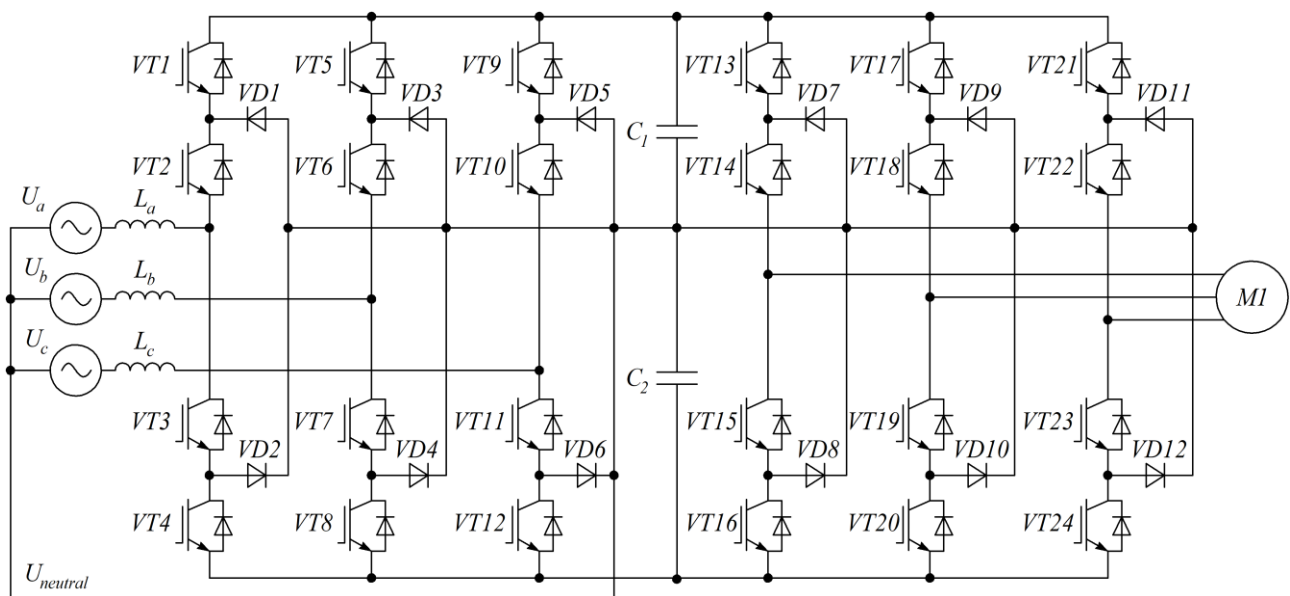 VT1 VT5 VT9 VT13 VT17 VT21
VD1 VD3 VD5 VD7 VD9 VD11
C1
VT2 VT6 VT10 VT14 VT18 VT22
Ua La
Ub Lb
M1
Uc Lc
C2
VT3 VT7 VT11 VT15 VT19 VT23
VD2 VD4 VD6 VD8 VD10 VD12
VT4 VT8 VT12 VT16 VT20 VT24
Uneutral